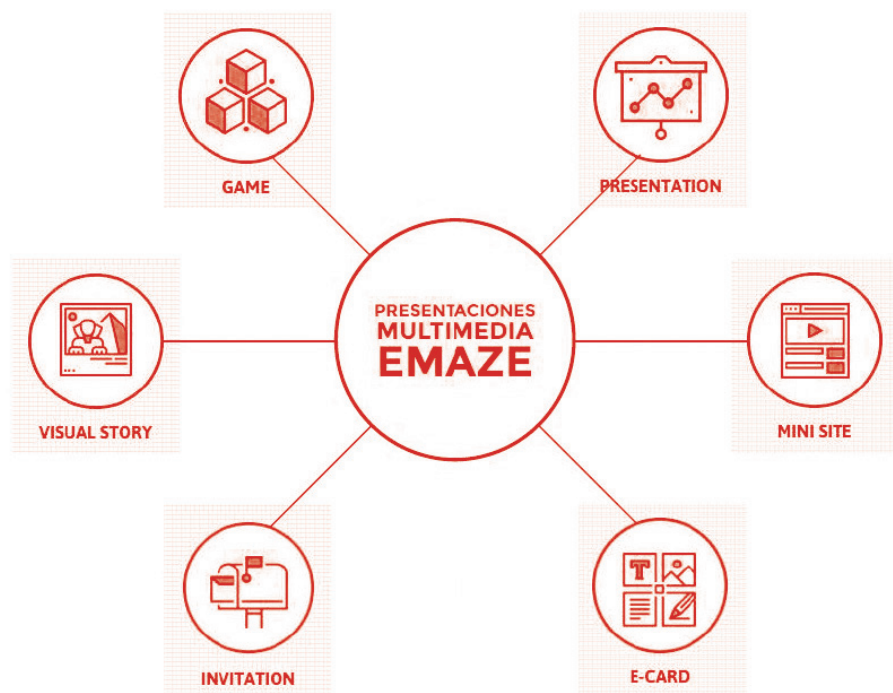 GAME
PRESENTATION
PRESENTACIONES
MULTIMEDIA
EMAZE
VISUAL STORY
MINI SITE
T
INVITATION
E-CARD